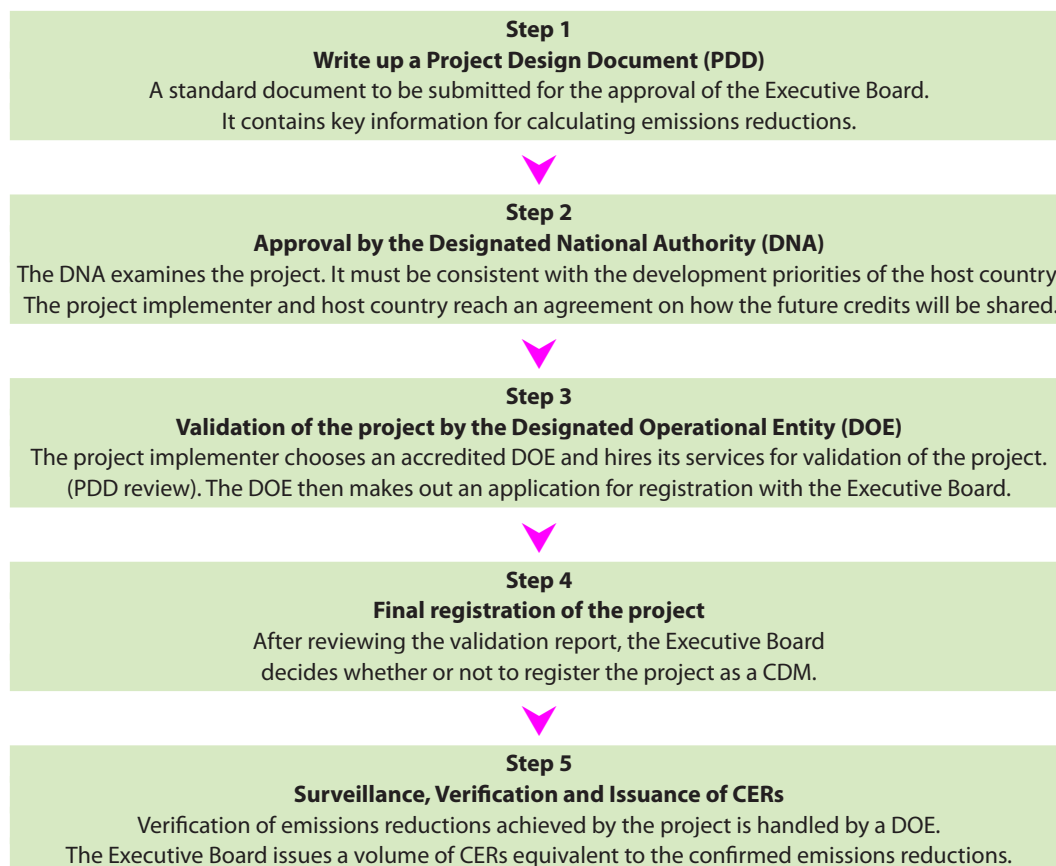 Step 1
Write up a Project Design Document (PDD)
A standard document to be submitted for the approval of the Executive Board.
It contains key information for calculating emissions reductions.
Step 2
Approval by the Designated National Authority (DNA)
The DNA examines the project. It must be consistent with the development priorities of the host country
The project implementer and host country reach an agreement on how the future credits will be shared.
Step 3
Validation of the project by the Designated Operational Entity (DOE)
The project implementer chooses an accredited DOE and hires its services for validation of the project.
(PDD review). The DOE then makes out an application for registration with the Executive Board.
Step 4
Final registration of the project
After reviewing the validation report, the Executive Board
decides whether or not to register the project as a CDM.
Step 5
Surveillance, Verification and Issuance of CERs
Verification of emissions reductions achieved by the project is handled by a DOE.
The Executive Board issues a volume of CERs equivalent to the confirmed emissions reductions.